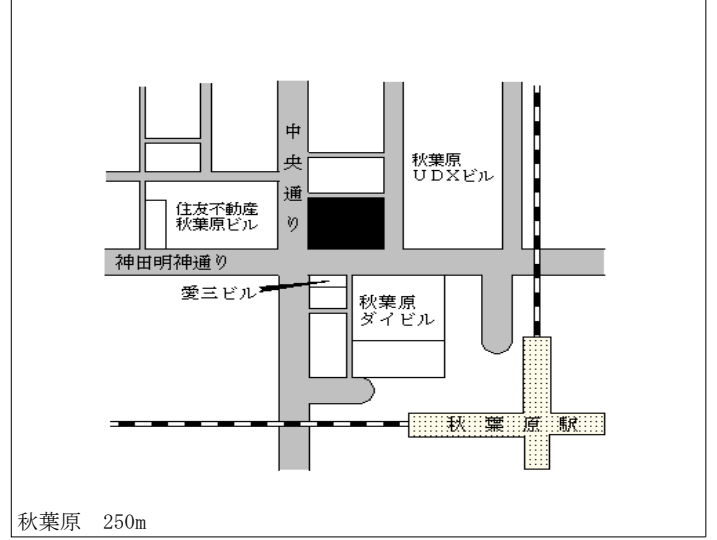 中央通り
秋葉原
UDXビル
住友不動産
秋葉原ビル
神田明神通り
愛三ビル
秋葉原
ダイビル
秋葉原駅
秋葉原　250m